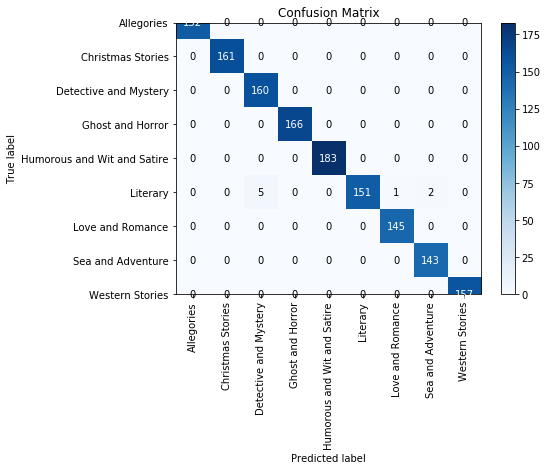 Confusion Matrix
Allegories 0 0 0 0 0 0 0 0
Christmas Stories 0 161 0 0 0 0 0 0 0
Detective and Mystery 0 0 160 0 0 0 0 0 0
Ghost and Horror 0 0 0 166 0 0 0 0 0
Humorous and Wit and Satire 0 0 0 0 183 0 0 0 0
Literary 0 0 5 0 0 151 1 2 0
Love and Romance 0 0 0 0 0 0 145 0 0
Sea and Adventure 0 0 0 0 0 0 0 143 0
Western Stories 0 0 0 0 0 0 0 0 157
True label
Allegories
Christmas Stories
Detective and Mystery
Ghost and Horror
Humorous and Wit and Satire
Literary
Love and Romance
Sea and Adventure
Western Stories
Predicted label
175
150
125
100
75
50
25
0